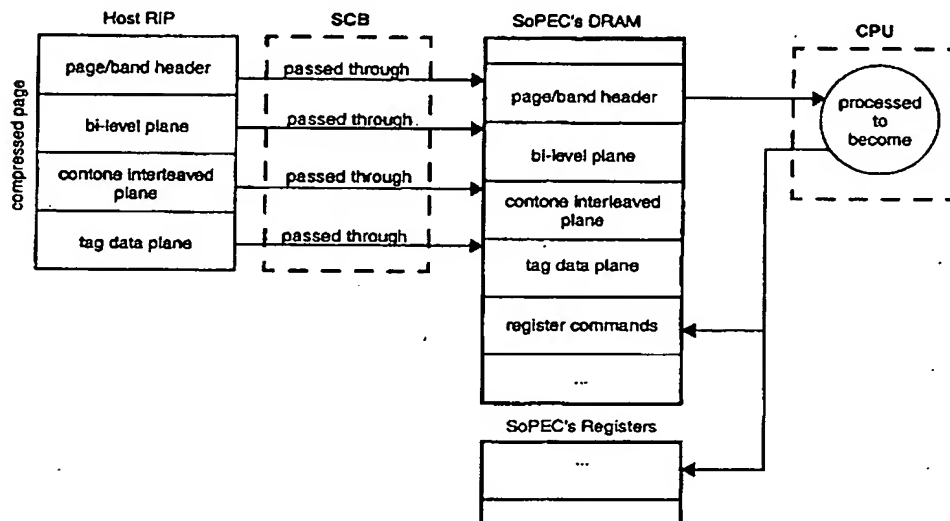 Host RIP
SCB
SoPEC's DRAM
CPU
compressed page
page/band header
bi-level plane
contone interleaved
plane
tag data plane
passed through
passed through
passed through
passed through
page/band header
bi-level plane
contone interleaved
plane
tag data plane
register commands
...
processed
to
become
SoPEC's Registers
...